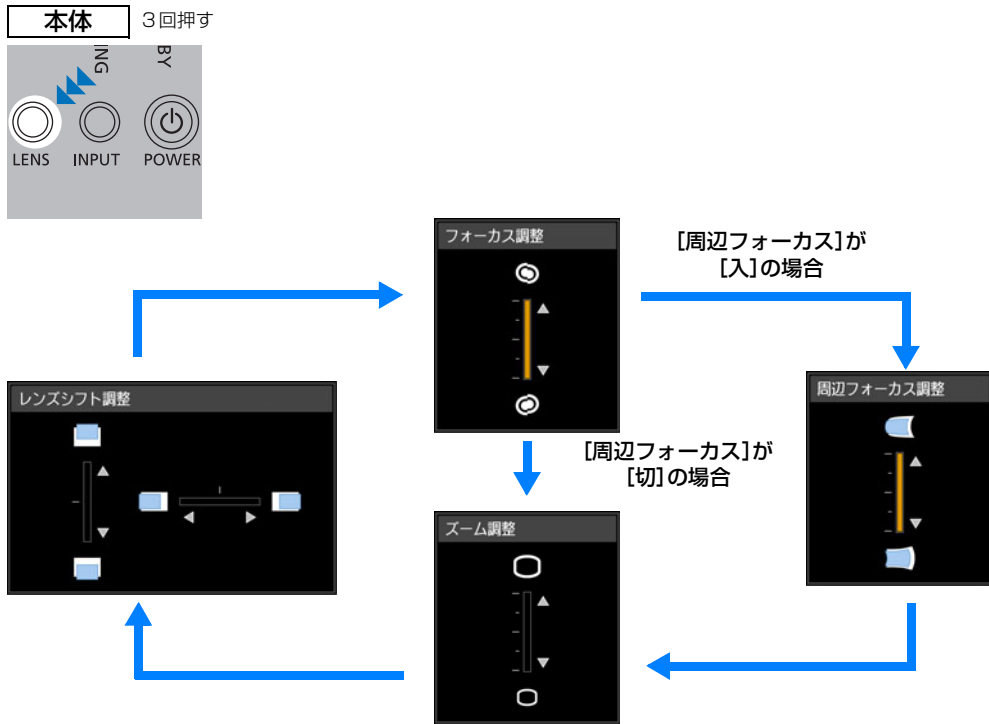 本体
3回押す
ING
BY
LENS
INPUT
POWER
フォーカス調整
[周辺フォーカス]が
[入]の場合
レンズシフト調整
周辺フォーカス調整
[周辺フォーカス]が
[切]の場合
ズーム調整